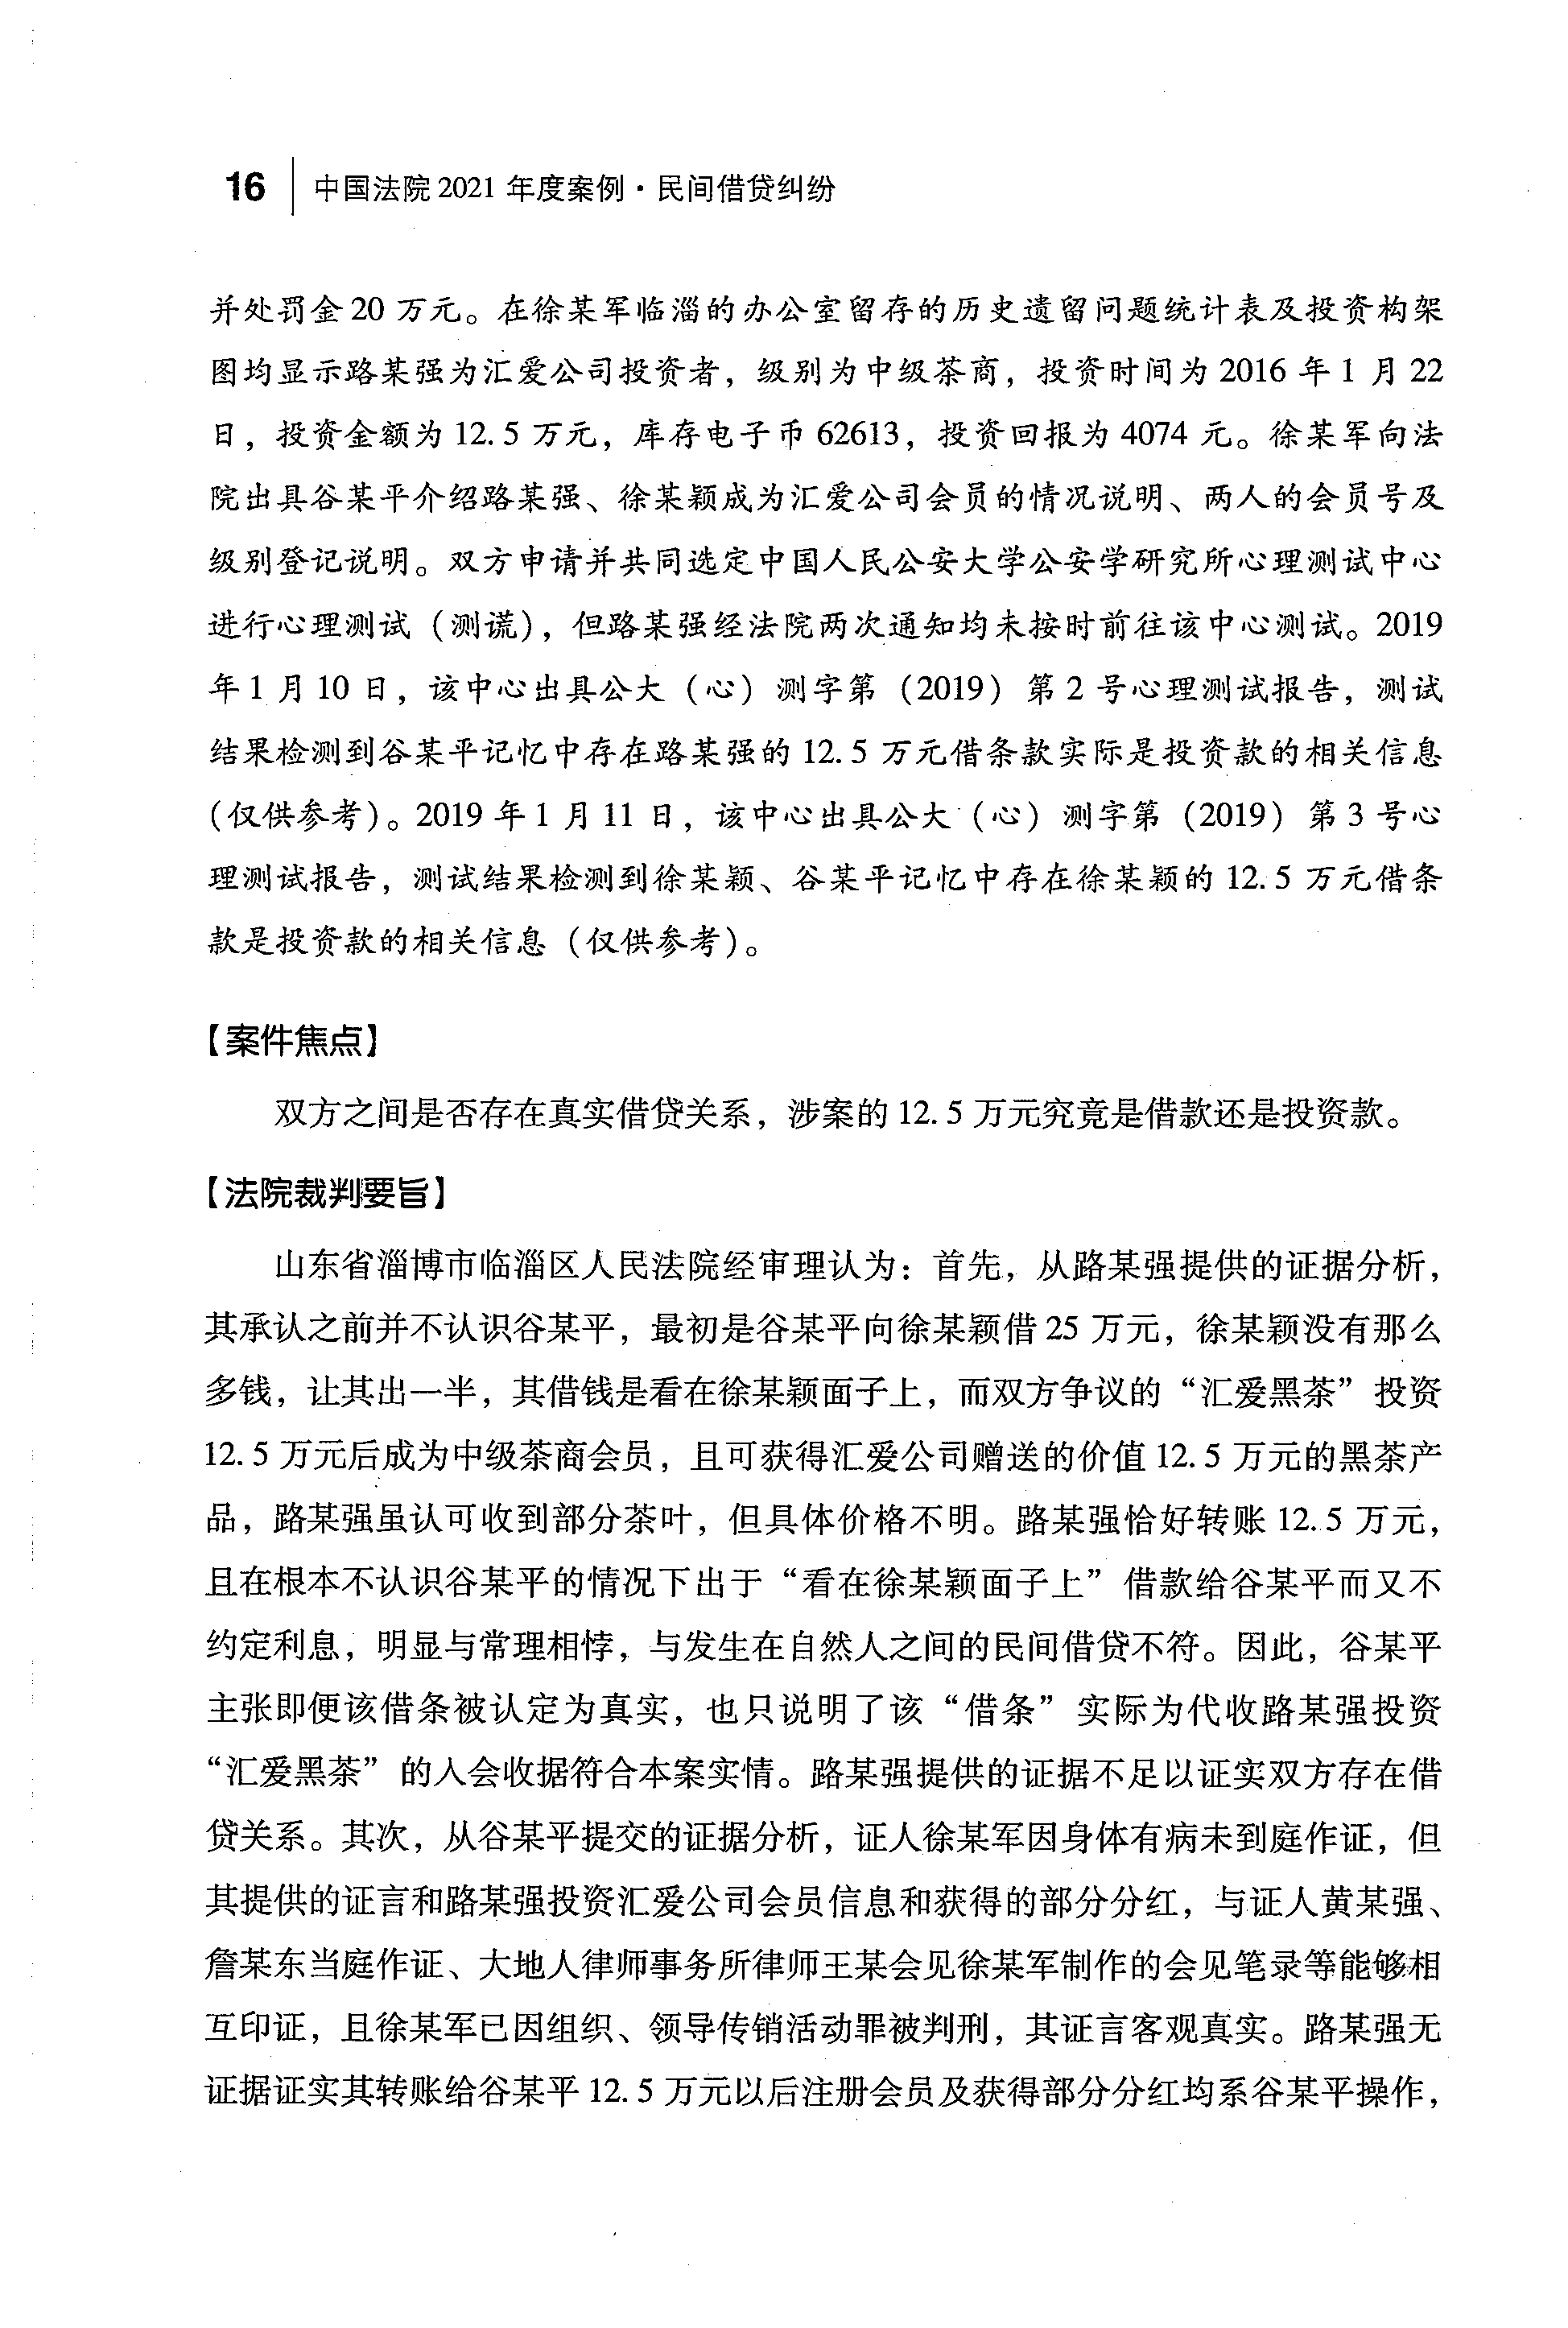 16 中国法院2021年度案例·民间借贷纠纷
并处罚金20万元。在徐某军临淄的办公室留存的历史遗留问题统计表及投资构架
图均显示路某强为汇爱公司投资者，级别为中级茶商，投资时间为2016年1月22
日，投资金额为12.5万元，库存电子币62613，投资回报为4074元。徐某军向法
院出具谷某平介绍路某强、徐某颖成为汇爱公司会员的情况说明、两人的会员号及
级别登记说明。双方申请并共同选定中国人民公安大学公安学研究所心理测试中心
进行心理测试（测谎），但路某强经法院两次通知均未按时前往该中心测试。2019
年1月10日，该中心出具公大（心）测字第（2019）第2号心理测试报告，测试
结果检测到谷某平记忆中存在路某强的12.5万元借条款实际是投资款的相关信息
（仅供参考）。2019年1月11日，该中心出具公大（心）测字第（2019）第3号心
理测试报告，测试结果检测到徐某颖、谷某平记忆中存在徐某颖的12.5万元借条
款是投资款的相关信息（仅供参考）。
【案件焦点】
双方之间是否存在真实借贷关系，涉案的12.5万元究竟是借款还是投资款。
【法院裁判要旨】
山东省淄博市临淄区人民法院经审理认为：首先，从路某强提供的证据分析，
其承认之前并不认识谷某平，最初是谷某平向徐某颖借25万元，徐某颖没有那么
多钱，让其出一半，其借钱是看在徐某颖面子上，而双方争议的“汇爱黑茶”投资
12.5万元后成为中级茶商会员，且可获得汇爱公司赠送的价值12.5万元的黑茶产
品，路某强虽认可收到部分茶叶，但具体价格不明。路某强恰好转账12.5万元，
且在根本不认识谷某平的情况下出于“看在徐某颖面子上”借款给谷某平而又不
约定利息，明显与常理相悖，与发生在自然人之间的民间借贷不符。因此，谷某平
主张即便该借条被认定为真实，也只说明了该“借条”实际为代收路某强投资
“汇爱黑茶”的入会收据符合本案实情。路某强提供的证据不足以证实双方存在借
贷关系。其次，从谷某平提交的证据分析，证人徐某军因身体有病未到庭作证，但
其提供的证言和路某强投资汇爱公司会员信息和获得的部分分红，与证人黄某强、
詹某东当庭作证、大地人律师事务所律师王某会见徐某军制作的会见笔录等能够相
互印证，且徐某军已因组织、领导传销活动罪被判刑，其证言客观真实。路某强无
证据证实其转账给谷某平12.5万元以后注册会员及获得部分分红均系谷某平操作，